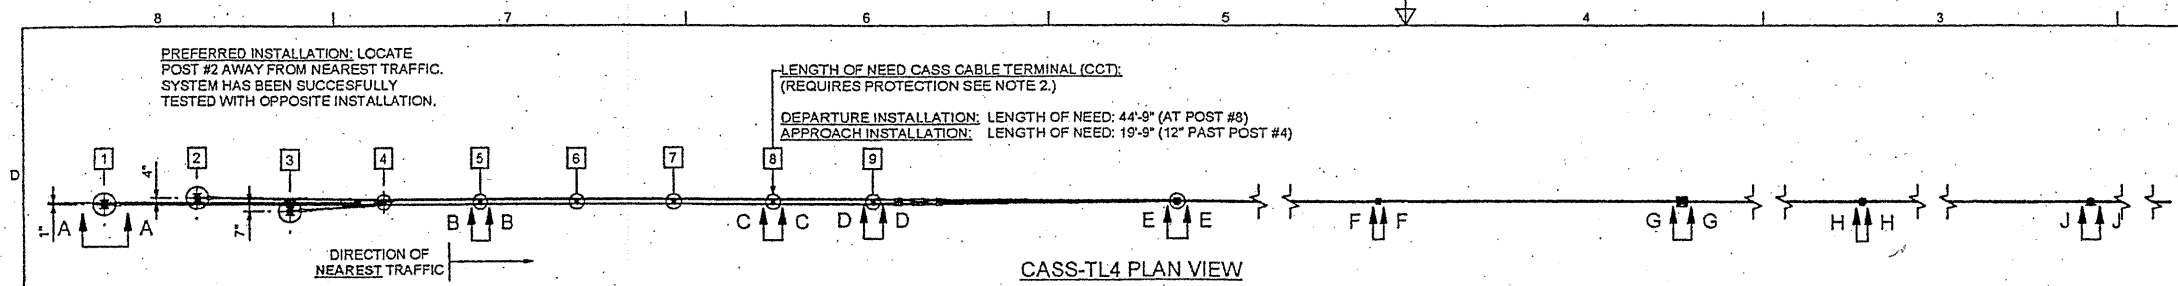 8 7 6 5 4 3
PREFERRED INSTALLATION: LOCATE
POST #2 AWAY FROM NEAREST TRAFFIC.
SYSTEM HAS BEEN SUCCESFULLY
TESTED WITH OPPOSITE INSTALLATION.
LENGTH OF NEED CASS CABLE TERMINAL (CCT):
(REQUIRES PROTECTION SEE NOTE 2.)
DEPARTURE INSTALLATION: LENGTH OF NEED: 44'-9" (AT POST #8)
APPROACH INSTALLATION: LENGTH OF NEED: 19'-9" (12" PAST POST #4)
1 2 3 4 5 6 7 8 9
D
4"
1"
7"
A A B B C C D D E E F F G G H H J J
DIRECTION OF
NEAREST TRAFFIC
CASS-TL4 PLAN VIEW